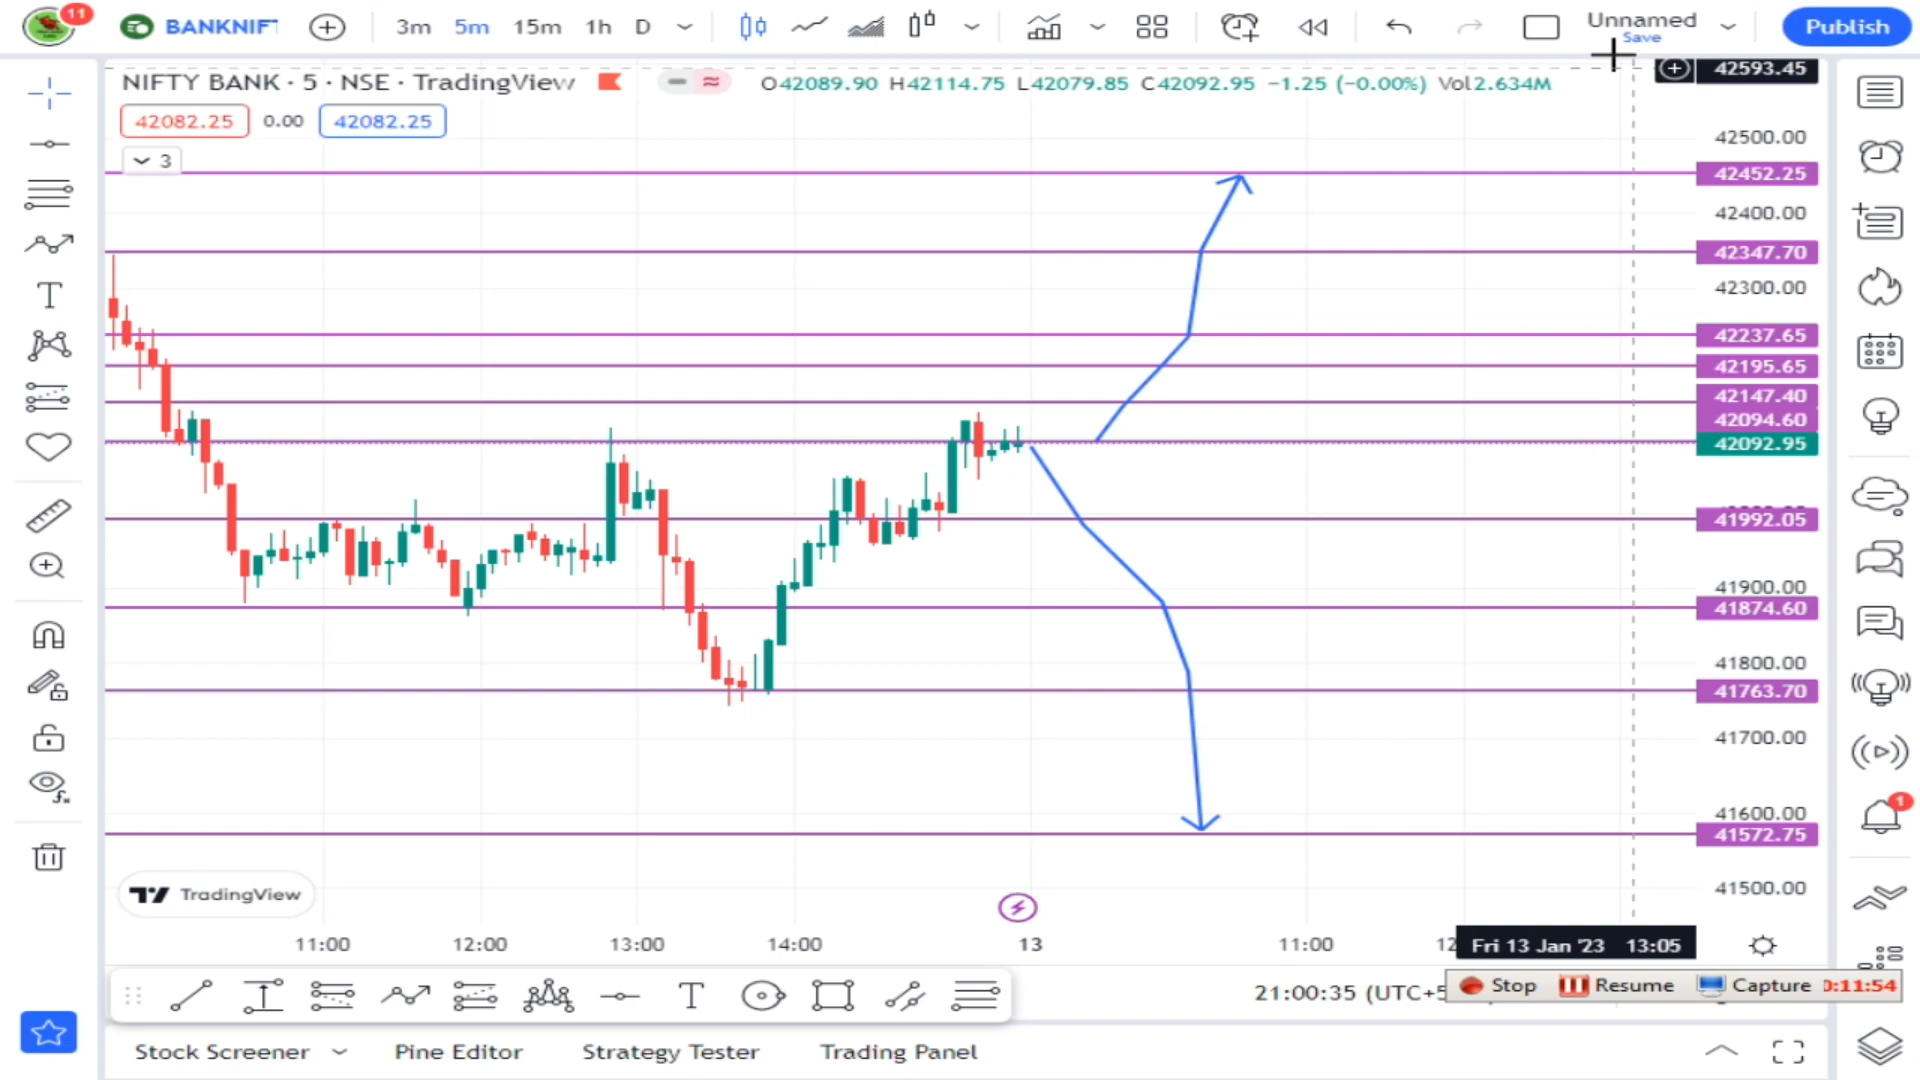 11 BANKNIFT 3m 5m 15m 1h D Unnamed Publish
Save
NIFTY BANK · 5 · NSE · TradingView O42089.90 H42114.75 L42079.85 C42092.95 −1.25 (−0.00%) Vol2.634M
42593.45
42082.25 0.00 42082.25
3
42500.00
42452.25
42400.00
42347.70
42300.00
42237.65
42195.65
42147.40
42094.60
42092.95
41992.05
41900.00
41874.60
41800.00
41763.70
41700.00
41600.00
41572.75
41500.00
1
TradingView
11:00 12:00 13:00 14:00 13 11:00 Fri 13 Jan '23 13:05
T
T
21:00:35 (UTC+5
Stop Resume Capture 0:11:54
Stock Screener Pine Editor Strategy Tester Trading Panel